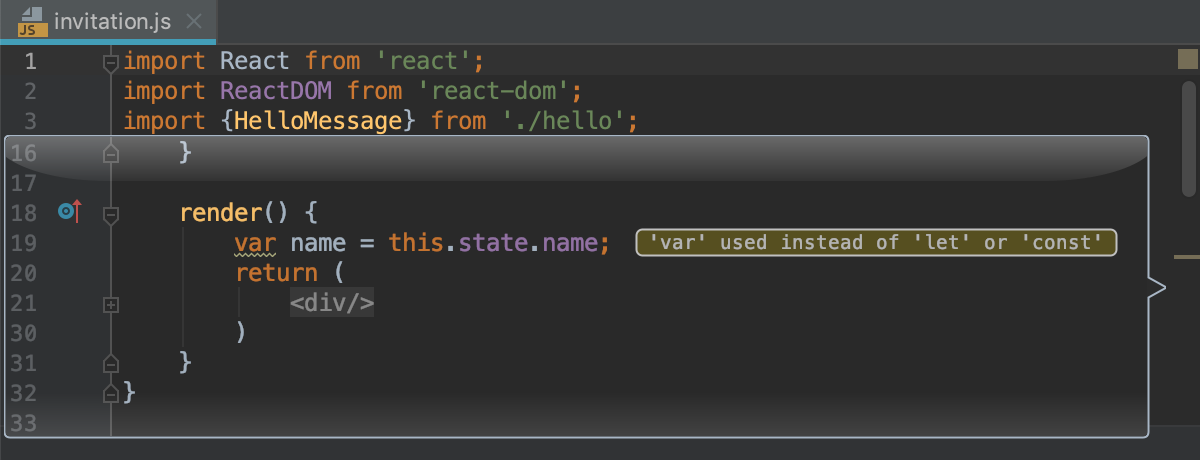 JS invitation.js
1 import React from 'react';
2 import ReactDOM from 'react-dom';
3 import {HelloMessage} from './hello';
16 }
17
18 render() {
19 var name = this.state.name; 'var' used instead of 'let' or 'const'
20 return (
21 <div/>
30 )
31 }
32 }
33